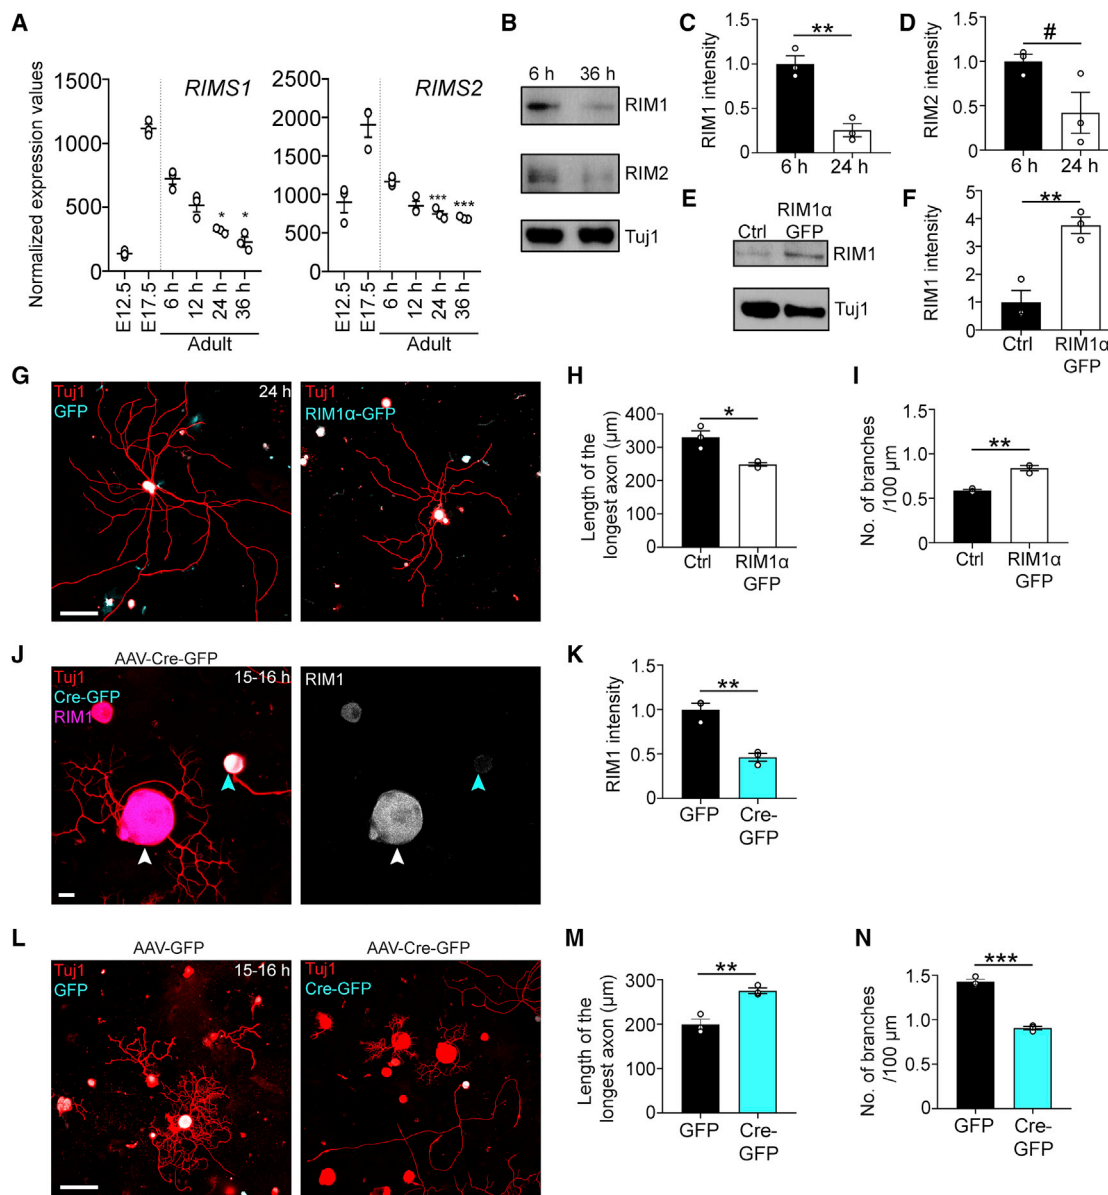 A
Normalized expression values
1500
1000
500
0
RIMS1
* *
E12.5
E17.5
6 h
12 h
24 h
36 h
Adult
2500
2000
1500
1000
500
0
RIMS2
*** ***
E12.5
E17.5
6 h
12 h
24 h
36 h
Adult
B
6 h 36 h
RIM1
RIM2
Tuj1
C
RIM1 intensity
1.5
1.0
0.5
0
**
6 h 24 h
D
RIM2 intensity
1.0
0.5
0
#
6 h 24 h
E
Ctrl RIM1α
GFP
RIM1
Tuj1
F
RIM1 intensity
5
4
3
2
1
0
**
Ctrl RIM1α
GFP
G
Tuj1
GFP
24 h
Tuj1
RIM1α-GFP
H
Length of the
longest axon (µm)
400
300
200
100
0
*
Ctrl RIM1α
GFP
I
No. of branches
/100 µm
1.5
1.0
0.5
0
**
Ctrl RIM1α
GFP
J
AAV-Cre-GFP
Tuj1
Cre-GFP
RIM1
15-16 h
RIM1
K
RIM1 intensity
1.5
1.0
0.5
0
**
GFP Cre-
GFP
L
AAV-GFP
Tuj1
GFP
15-16 h
AAV-Cre-GFP
Tuj1
Cre-GFP
M
Length of the
longest axon (µm)
300
200
100
0
**
GFP Cre-
GFP
N
No. of branches
/100 µm
1.5
1.0
0.5
0
***
GFP Cre-
GFP